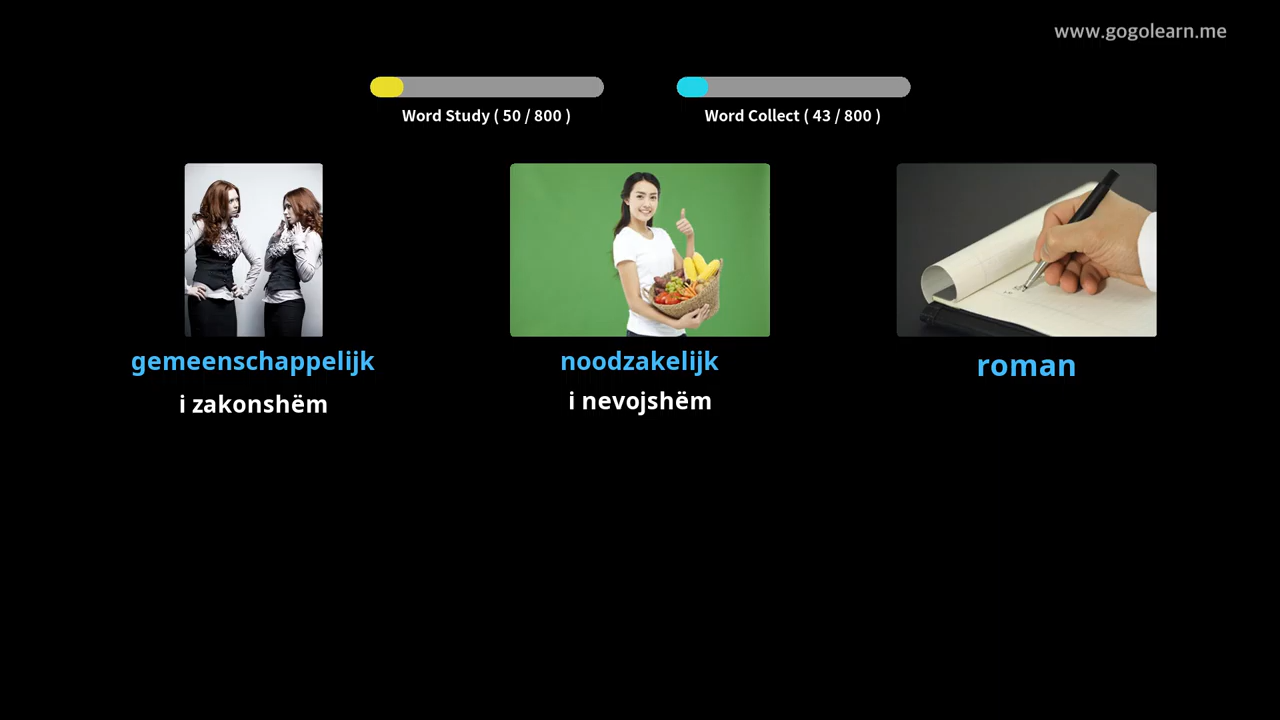 www.gogolearn.me
Word Study ( 50 / 800 )
Word Collect ( 43 / 800 )
gemeenschappelijk
noodzakelijk
roman
i zakonshëm
i nevojshëm